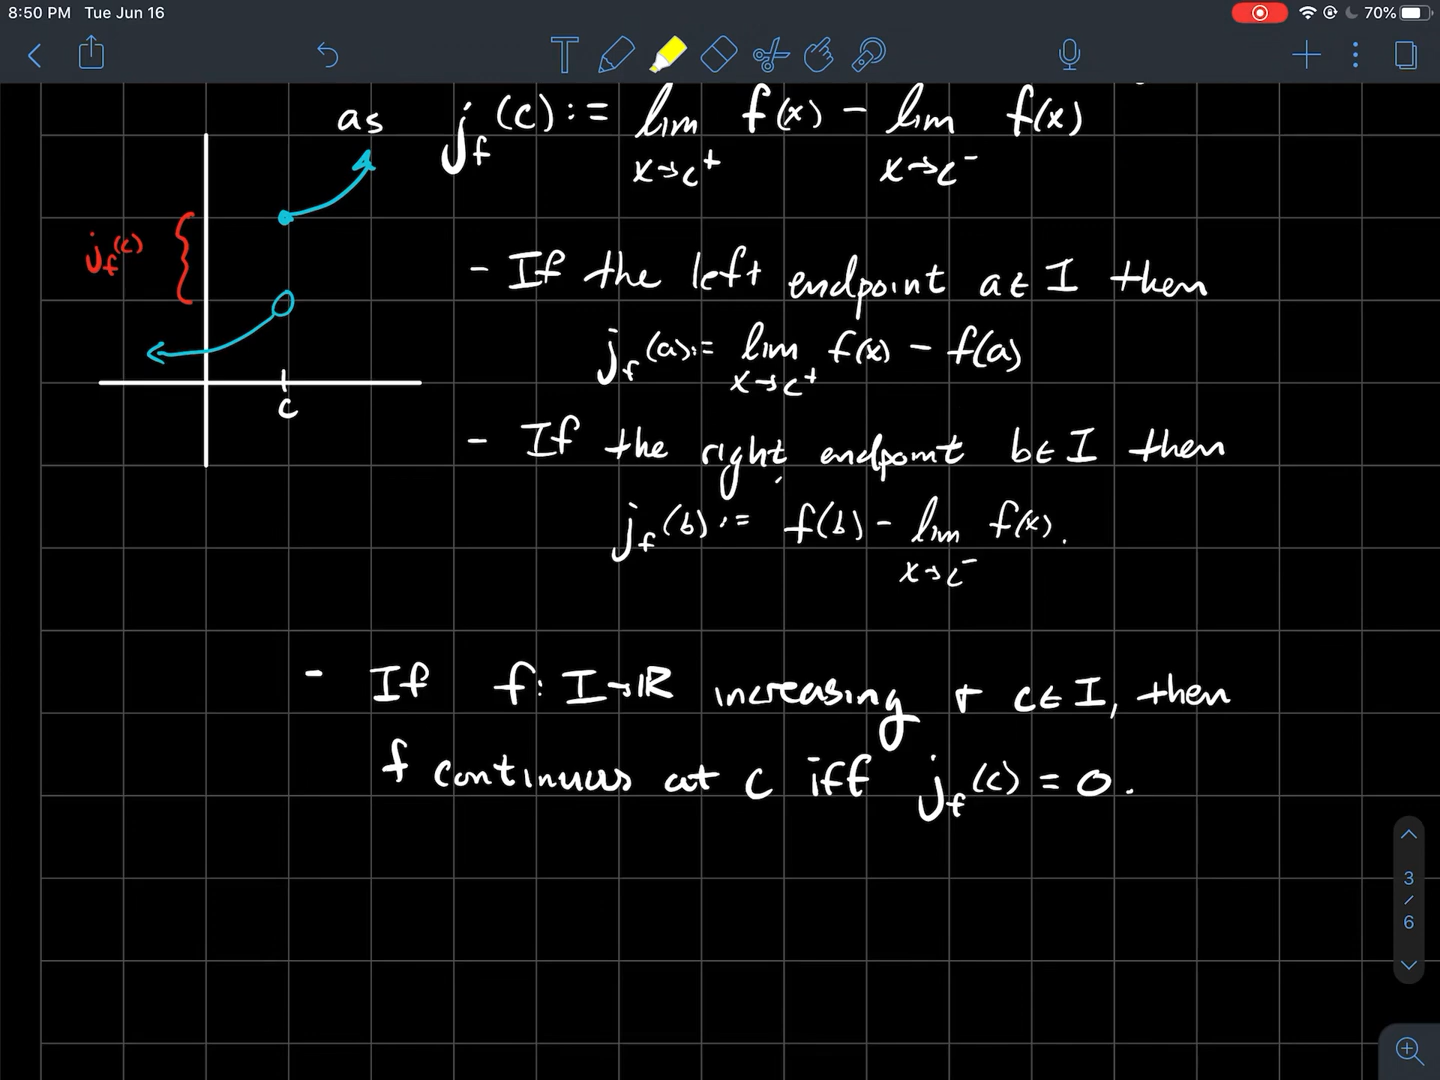 8:50 PM Tue Jun 16
70%
as j_f(c) := lim_{x→c⁺} f(x) − lim_{x→c⁻} f(x)
j_f(c)
- If the left endpoint a ∈ I then
j_f(a) := lim_{x→c⁺} f(x) − f(a)
c
- If the right endpoint b ∈ I then
j_f(b) := f(b) − lim_{x→c⁻} f(x).
- If f: I→ℝ increasing + c ∈ I, then
f continuous at c iff j_f(c) = 0.
3
/
6